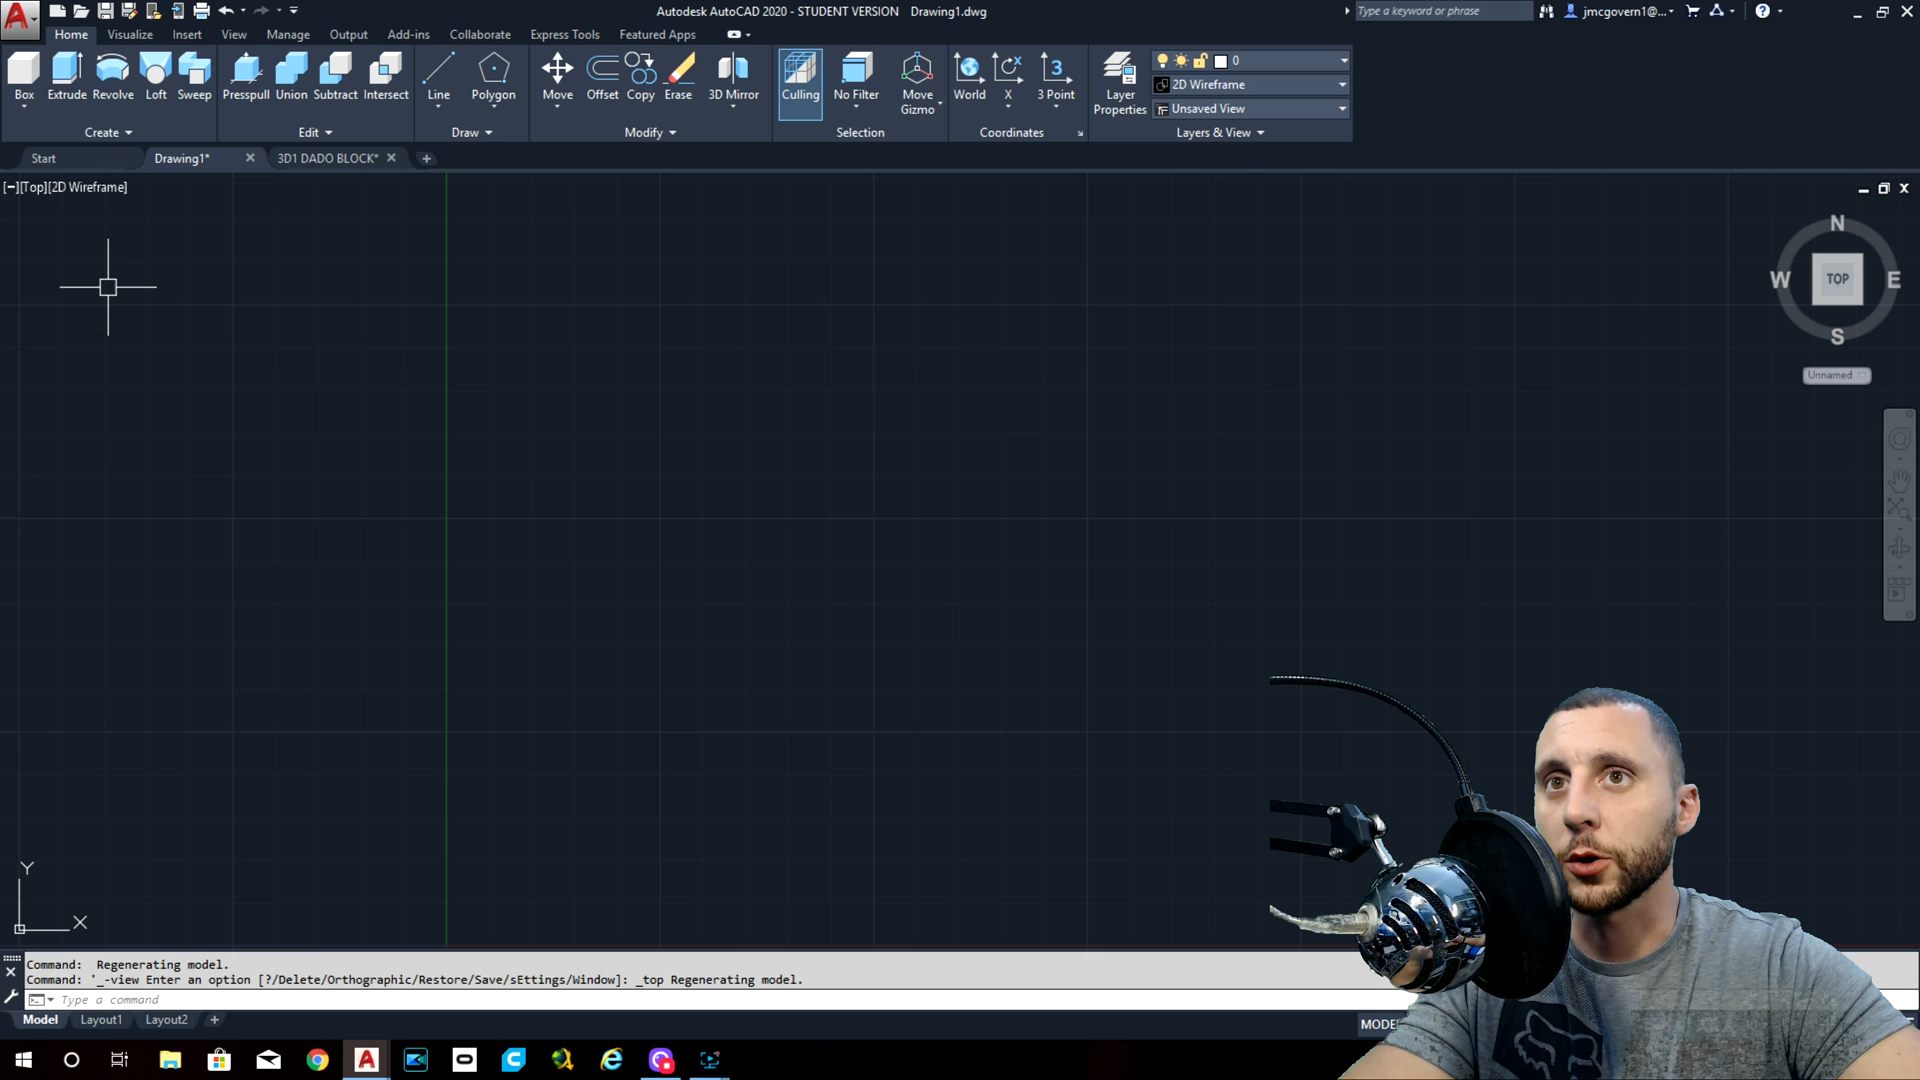 Autodesk AutoCAD 2020 - STUDENT VERSION Drawing1.dwg
Type a keyword or phrase
jmcgovern1@...
Home Visualize Insert View Manage Output Add-ins Collaborate Express Tools Featured Apps
Box Extrude Revolve Loft Sweep Presspull Union Subtract Intersect Line Polygon Move Offset Copy Erase 3D Mirror Culling No Filter Move Gizmo World X 3 Point Layer Properties
0
2D Wireframe
Unsaved View
Create Edit Draw Modify Selection Coordinates Layers & View
Start Drawing1* 3D1 DADO BLOCK*
[−][Top][2D Wireframe]
N
W TOP E
S
Unnamed
Y
X
Command: Regenerating model.
Command: '_-view Enter an option [?/Delete/Orthographic/Restore/Save/sEttings/Window]: _top Regenerating model.
Type a command
Model Layout1 Layout2